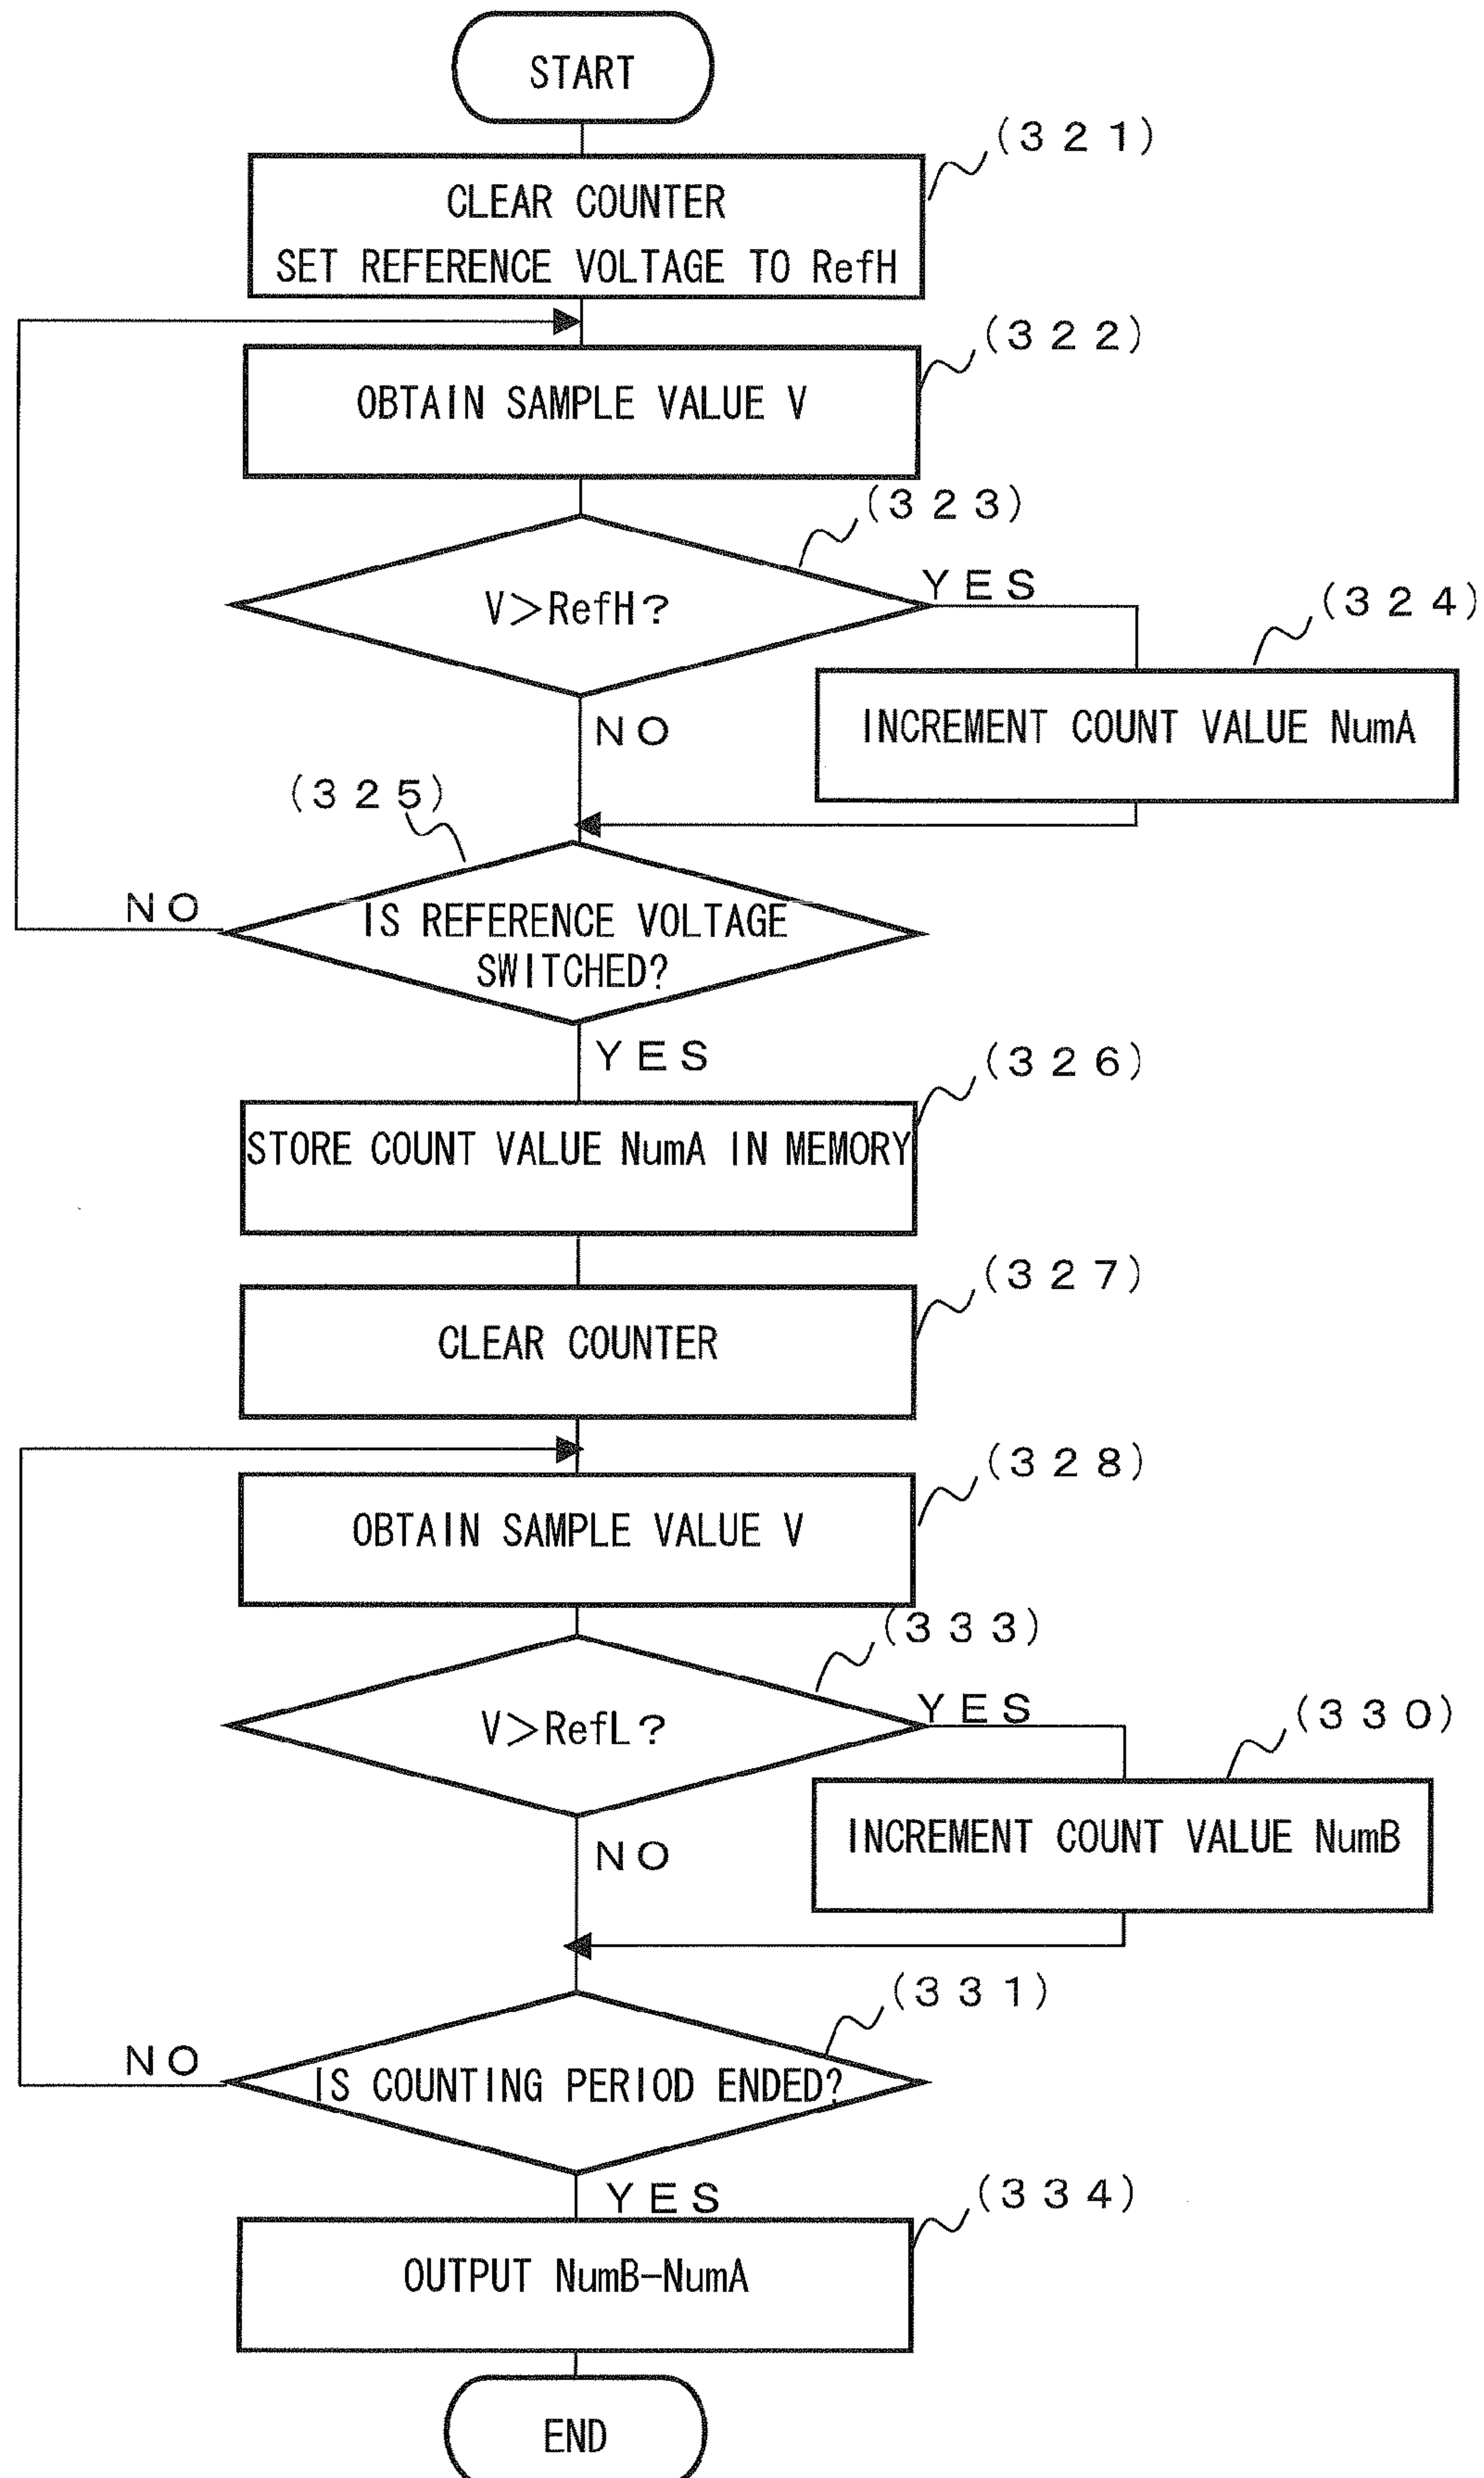 START
(321)
CLEAR COUNTER
SET REFERENCE VOLTAGE TO RefH
(322)
OBTAIN SAMPLE VALUE V
(323)
V>RefH?
YES
(324)
INCREMENT COUNT VALUE NumA
NO
(325)
NO
IS REFERENCE VOLTAGE
SWITCHED?
YES
(326)
STORE COUNT VALUE NumA IN MEMORY
(327)
CLEAR COUNTER
(328)
OBTAIN SAMPLE VALUE V
(333)
V>RefL?
YES
(330)
INCREMENT COUNT VALUE NumB
NO
(331)
NO
IS COUNTING PERIOD ENDED?
YES
(334)
OUTPUT NumB-NumA
END